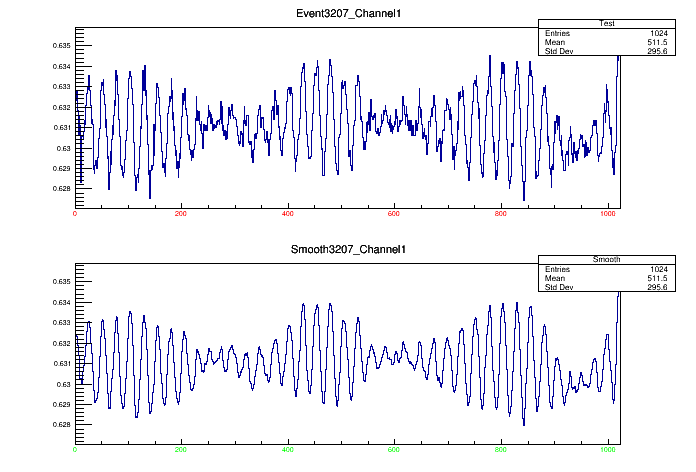 Event3207_Channel1
Test
Entries 1024
Mean 511.5
Std Dev 295.6
0.635
0.634
0.633
0.632
0.631
0.63
0.629
0.628
0 200 400 600 800 1000
Smooth3207_Channel1
Smooth
Entries 1024
Mean 511.5
Std Dev 295.6
0.635
0.634
0.633
0.632
0.631
0.63
0.629
0.628
0 200 400 600 800 1000